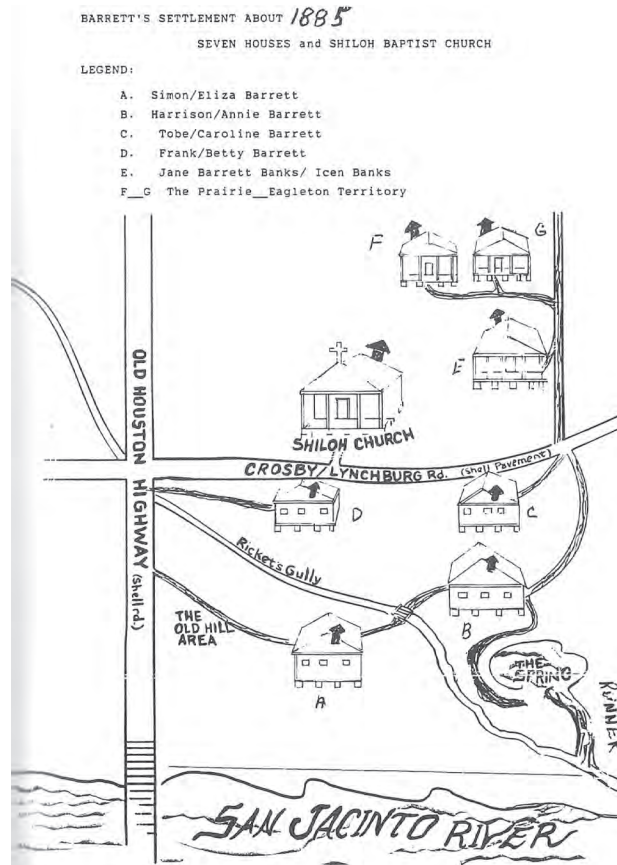 BARRETT'S SETTLEMENT ABOUT 1885
SEVEN HOUSES and SHILOH BAPTIST CHURCH
LEGEND:
A. Simon/Eliza Barrett
B. Harrison/Annie Barrett
C. Tobe/Caroline Barrett
D. Frank/Betty Barrett
E. Jane Barrett Banks/ Icen Banks
F__G The Prairie__Eagleton Territory
F
G
E
OLD HOUSTON HIGHWAY (Shell rd.)
SHILOH CHURCH
CROSBY/LYNCHBURG Rd. (Shell Pavement)
D
C
Ricket's Gully
THE
OLD HILL
AREA
B
A
THE
SPRING
RUNNER
SAN JACINTO RIVER